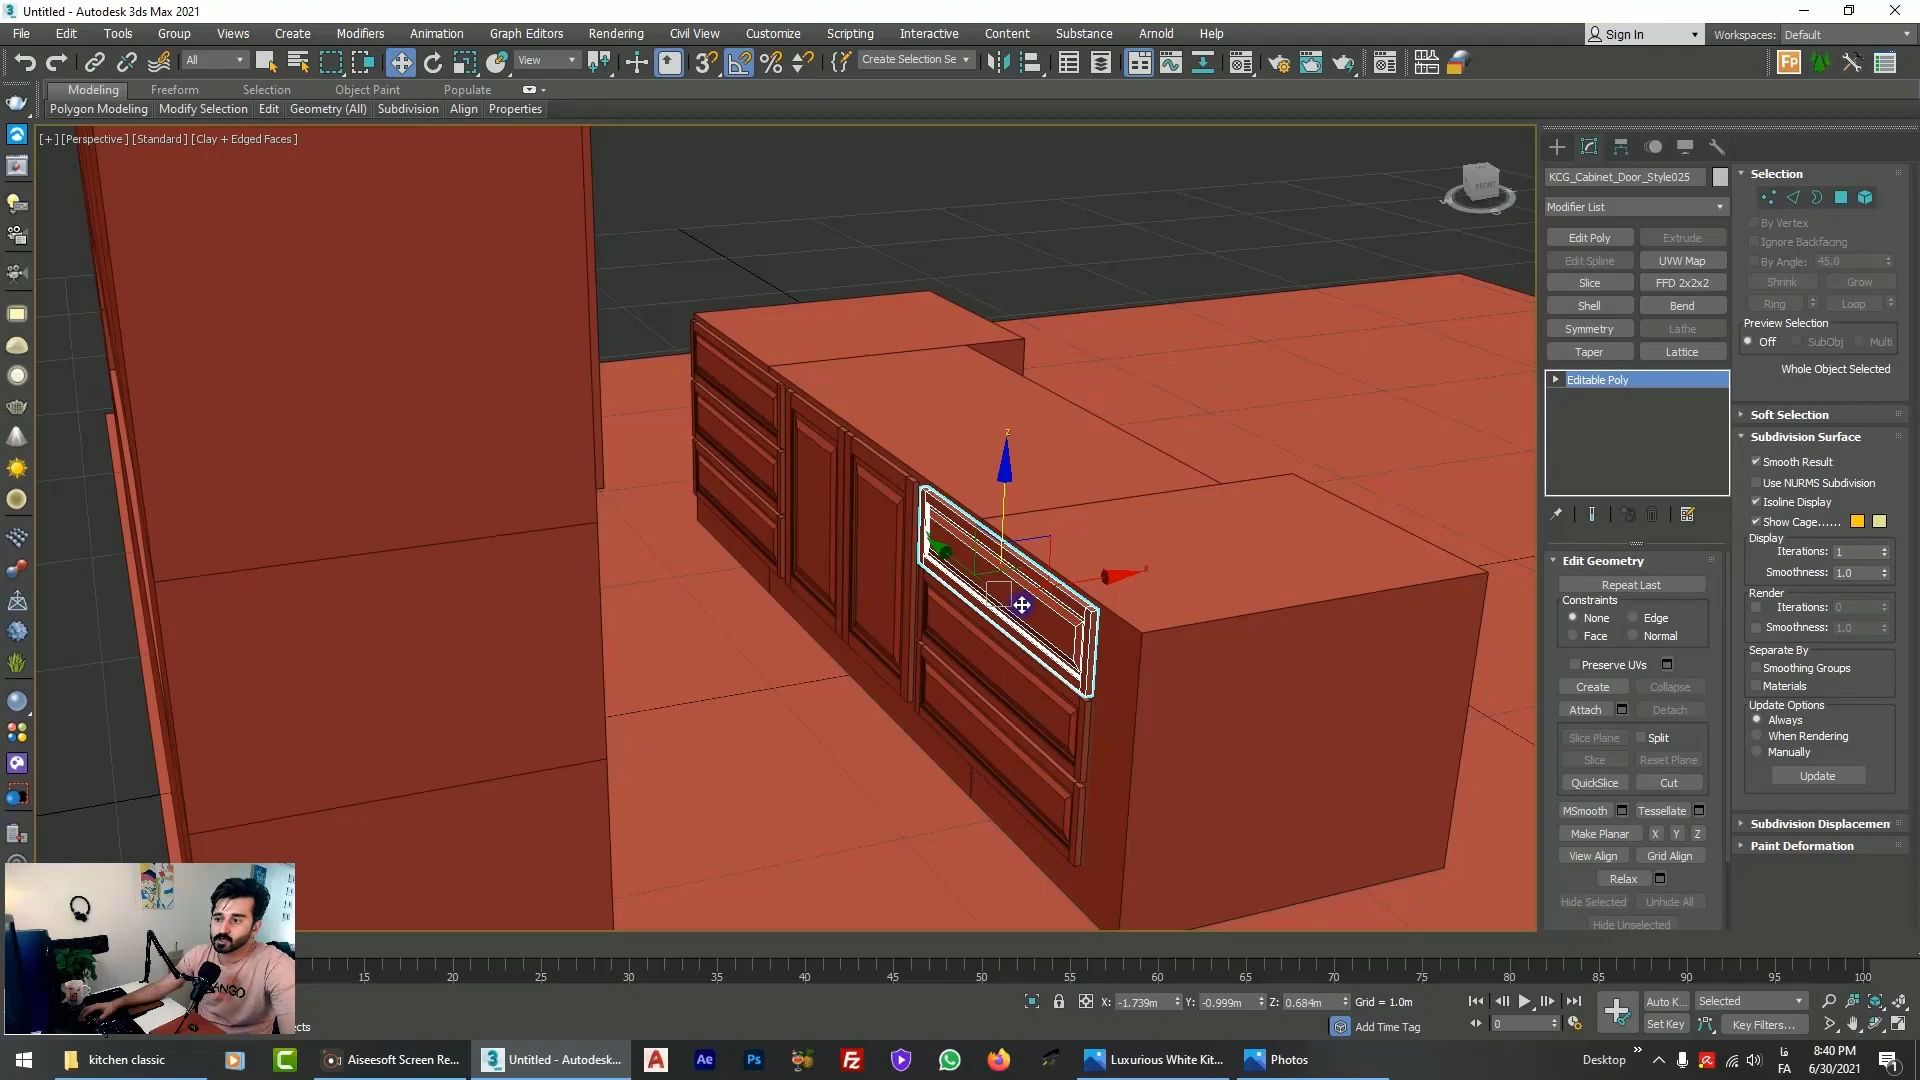 Untitled - Autodesk 3ds Max 2021
File Edit Tools Group Views Create Modifiers Animation Graph Editors Rendering Civil View Customize Scripting Interactive Content Substance Arnold Help
Sign In Workspaces: Default
All View Create Selection Se
Modeling Freeform Selection Object Paint Populate
Polygon Modeling Modify Selection Edit Geometry (All) Subdivision Align Properties
[+] [Perspective ] [Standard ] [Clay + Edged Faces ]
FRONT
z
x
KCG_Cabinet_Door_Style025
Modifier List
Edit Poly Extrude
Edit Spline UVW Map
Slice FFD 2x2x2
Shell Bend
Symmetry Lathe
Taper Lattice
Editable Poly
Edit Geometry
Repeat Last
Constraints
None Edge
Face Normal
Preserve UVs
Create Collapse
Attach Detach
Slice Plane Split
Slice Reset Plane
QuickSlice Cut
MSmooth Tessellate
Make Planar X Y Z
View Align Grid Align
Relax
Hide Selected Unhide All
Hide Unselected
Selection
By Vertex
Ignore Backfacing
By Angle: 45.0
Shrink Grow
Ring Loop
Preview Selection
Off SubObj Multi
Whole Object Selected
Soft Selection
Subdivision Surface
Smooth Result
Use NURMS Subdivision
Isoline Display
Show Cage......
Display
Iterations: 1
Smoothness: 1.0
Render
Iterations: 0
Smoothness: 1.0
Separate By
Smoothing Groups
Materials
Update Options
Always
When Rendering
Manually
Update
Subdivision Displacemen
Paint Deformation
15 20 25 30 35 40 45 50 55 60 65 70 75 80 85 90 95 100
X: -1.739m Y: -0.999m Z: 0.684m Grid = 1.0m
Add Time Tag
0
Auto K... Selected
Set Key Key Filters...
ects
kitchen classic
Aiseesoft Screen Re...
Untitled - Autodesk...
Luxurious White Kit...
Photos
Desktop
فا
FA
8:40 PM
6/30/2021